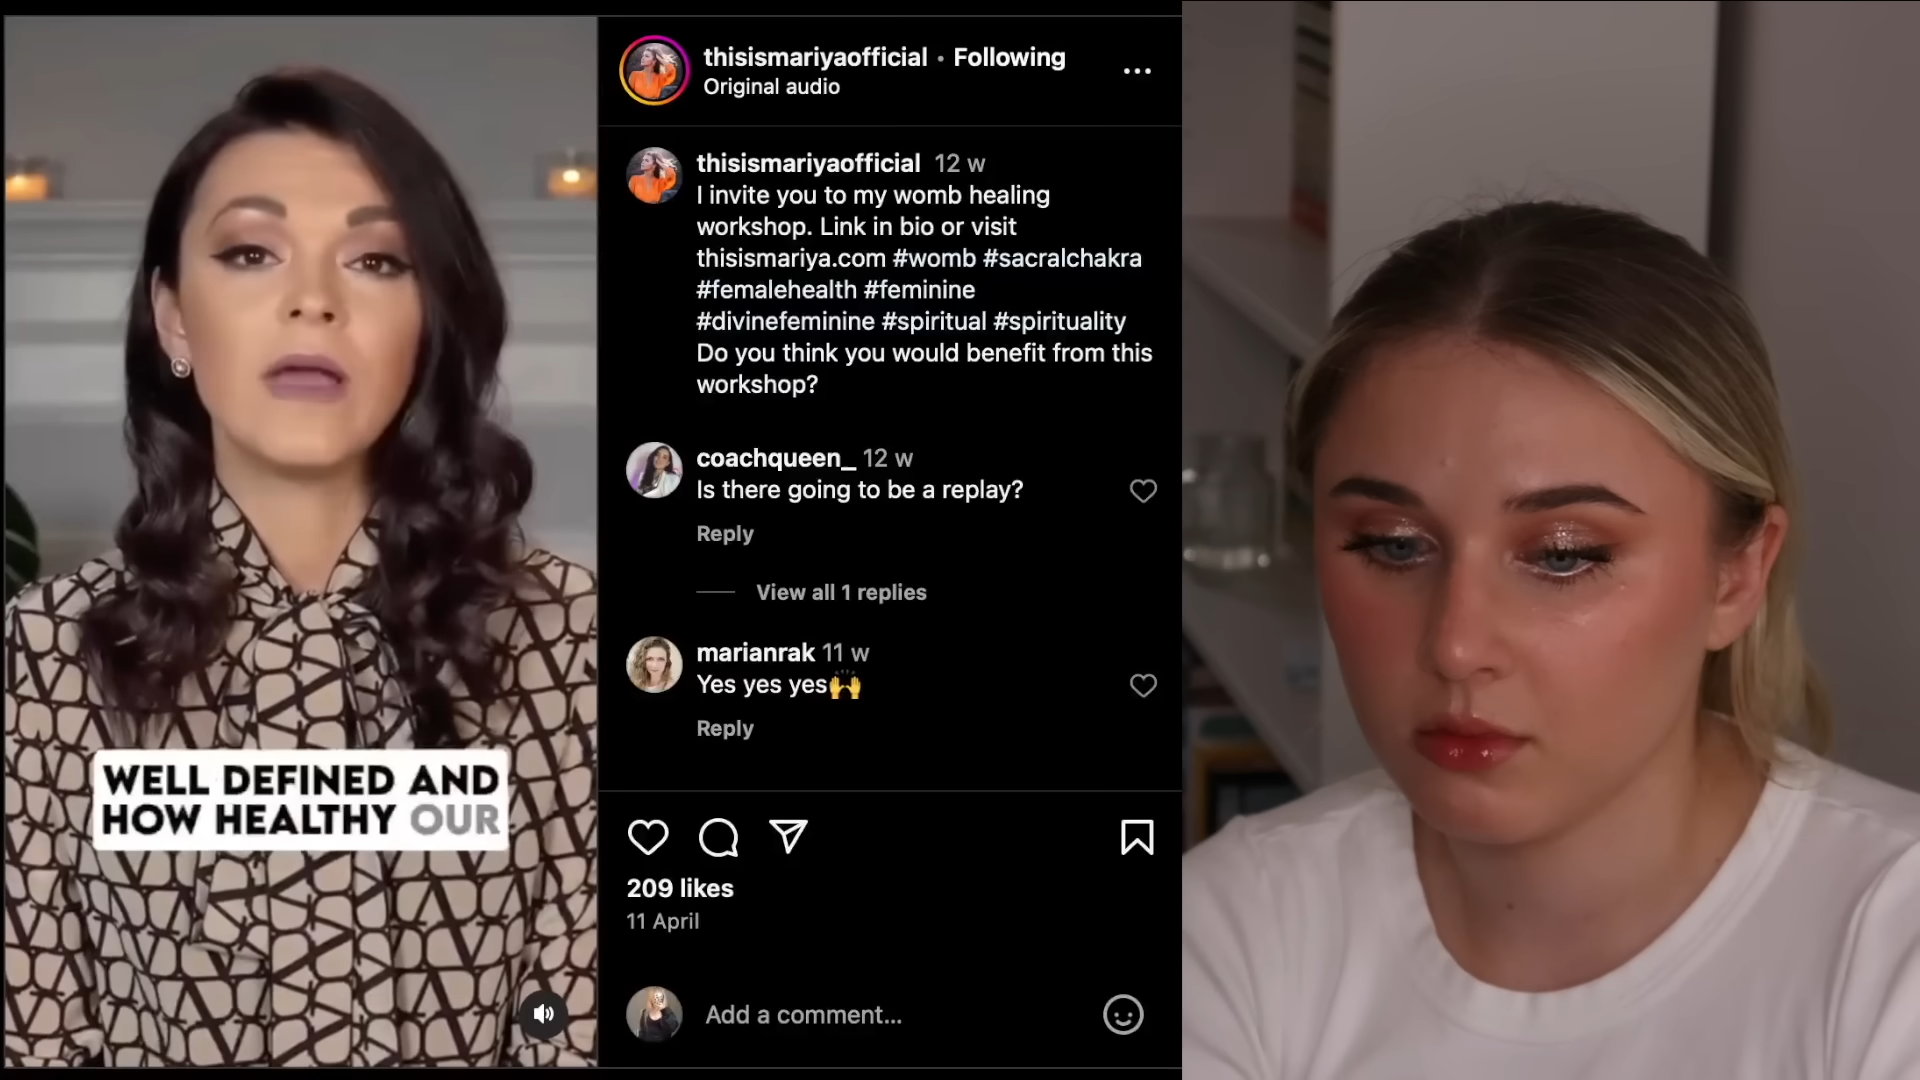 thisismariyaofficial • Following
Original audio
thisismariyaofficial 12 w
I invite you to my womb healing
workshop. Link in bio or visit
thisismariya.com #womb #sacralchakra
#femalehealth #feminine
#divinefeminine #spiritual #spirituality
Do you think you would benefit from this
workshop?
coachqueen_ 12 w
Is there going to be a replay?
Reply
View all 1 replies
marianrak 11 w
Yes yes yes🙌
Reply
WELL DEFINED AND
HOW HEALTHY OUR
209 likes
11 April
Add a comment...